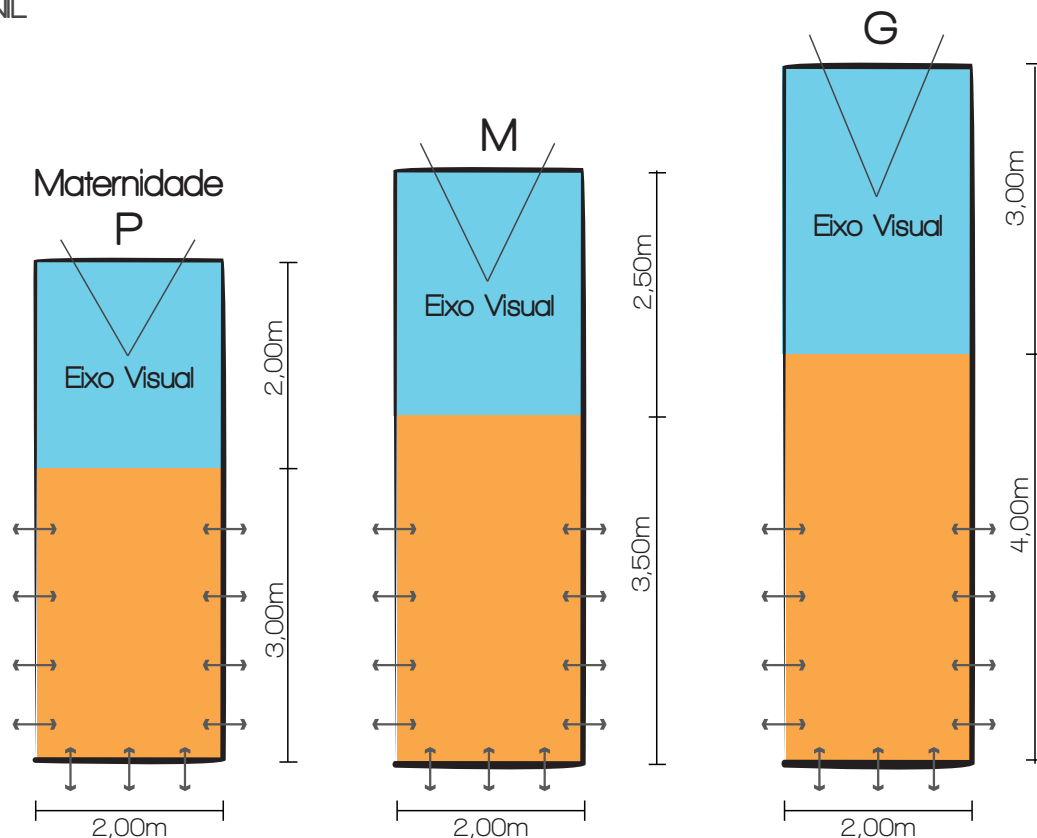 G
M
Maternidade
P
Eixo Visual
3,00m
Eixo Visual
2,50m
Eixo Visual
2,00m
4,00m
3,50m
3,00m
2,00m
2,00m
2,00m